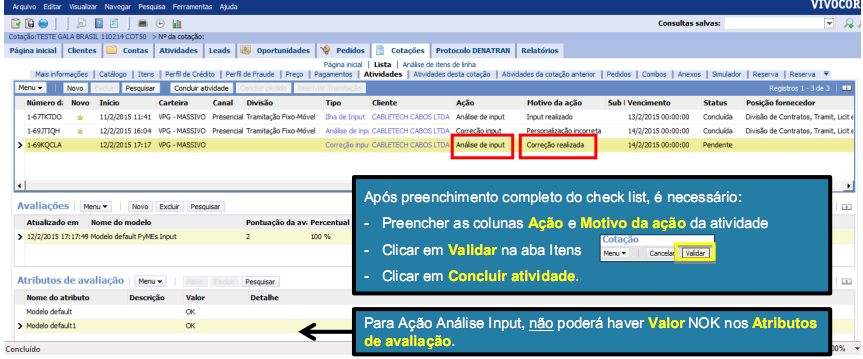 Arquivo Editar Visualizar Navegar Pesquisa Ferramentas Ajuda VIVOCOR
Consultas salvas:
Cotação:TESTE GALA BRASIL 110214 COT50 > Nº da cotação:
Página inicial Clientes Contas Atividades Leads Oportunidades Pedidos Cotações Protocolo DENATRAN Relatórios
Página inicial | Lista | Análise de itens de linha
Mais informações | Catálogo | Itens | Perfil de Crédito | Perfil de Fraude | Preço | Pagamentos | Atividades | Atividades desta cotação | Atividades da cotação anterior | Pedidos | Combos | Anexos | Simulador | Reserva | Reserva
Menu Novo Excluir Pesquisar Concluir atividade Concluir pedido Reservar Tramitação Registros 1 - 3 de 3
Número da Novo Início Carteira Canal Divisão Tipo Cliente Ação Motivo da ação Sub I Vencimento Status Posição fornecedor
1-67TKTDO 11/2/2015 11:41 VPG - MASSIVO Presencial Tramitação Fixo-Móvel Ilha de Input CABLETECH CABOS LTDA Análise de input Input realizado 13/2/2015 00:00:00 Concluída Divisão de Contratos, Tramit, Licit e
1-69JTIQH 12/2/2015 16:04 VPG - MASSIVO Presencial Tramitação Fixo-Móvel Análise de inpu CABLETECH CABOS LTDA Correção input Personalização incorreta 14/2/2015 00:00:00 Concluída Divisão de Contratos, Tramit, Licit e
1-69KQCLA 12/2/2015 17:17 VPG - MASSIVO Correção inpu CABLETECH CABOS LTDA Análise de input Correção realizada 14/2/2015 00:00:00 Pendente
Avaliações Menu Novo Excluir Pesquisar
Atualizado em Nome do modelo Pontuação da ava Percentual
12/2/2015 17:17:49 Modelo default PyMEs Input 2 100 %
Após preenchimento completo do check list, é necessário:
- Preencher as colunas Ação e Motivo da ação da atividade
- Clicar em Validar na aba Itens
Cotação
Menu Cancelar Validar
- Clicar em Concluir atividade.
Atributos de avaliação Menu Novo Excluir Pesquisar
Nome do atributo Descrição Valor Detalhe
Modelo default OK
Modelo default1 OK
Para Ação Análise Input, não poderá haver Valor NOK nos Atributos
de avaliação.
Concluído 00%